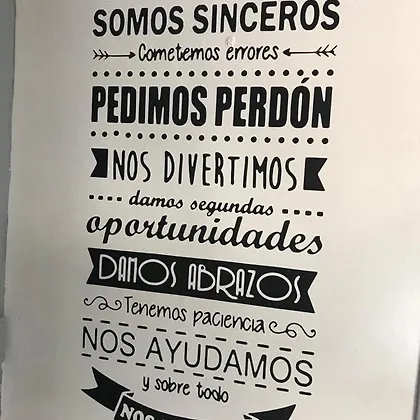 SOMOS SINCEROS
Cometemos errores
PEDIMOS PERDÓN
NOS DIVERTIMOS
damos segundas
oportunidades
DAMOS ABRAZOS
Tenemos paciencia
NOS AYUDAMOS
y sobre todo
NOS